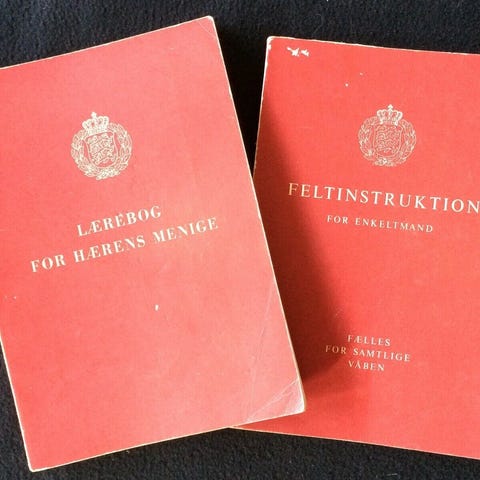 LÆREBOG
FOR HÆRENS MENIGE
FELTINSTRUKTION
FOR ENKELTMAND
FÆLLES
FOR SAMTLIGE
VÅBEN